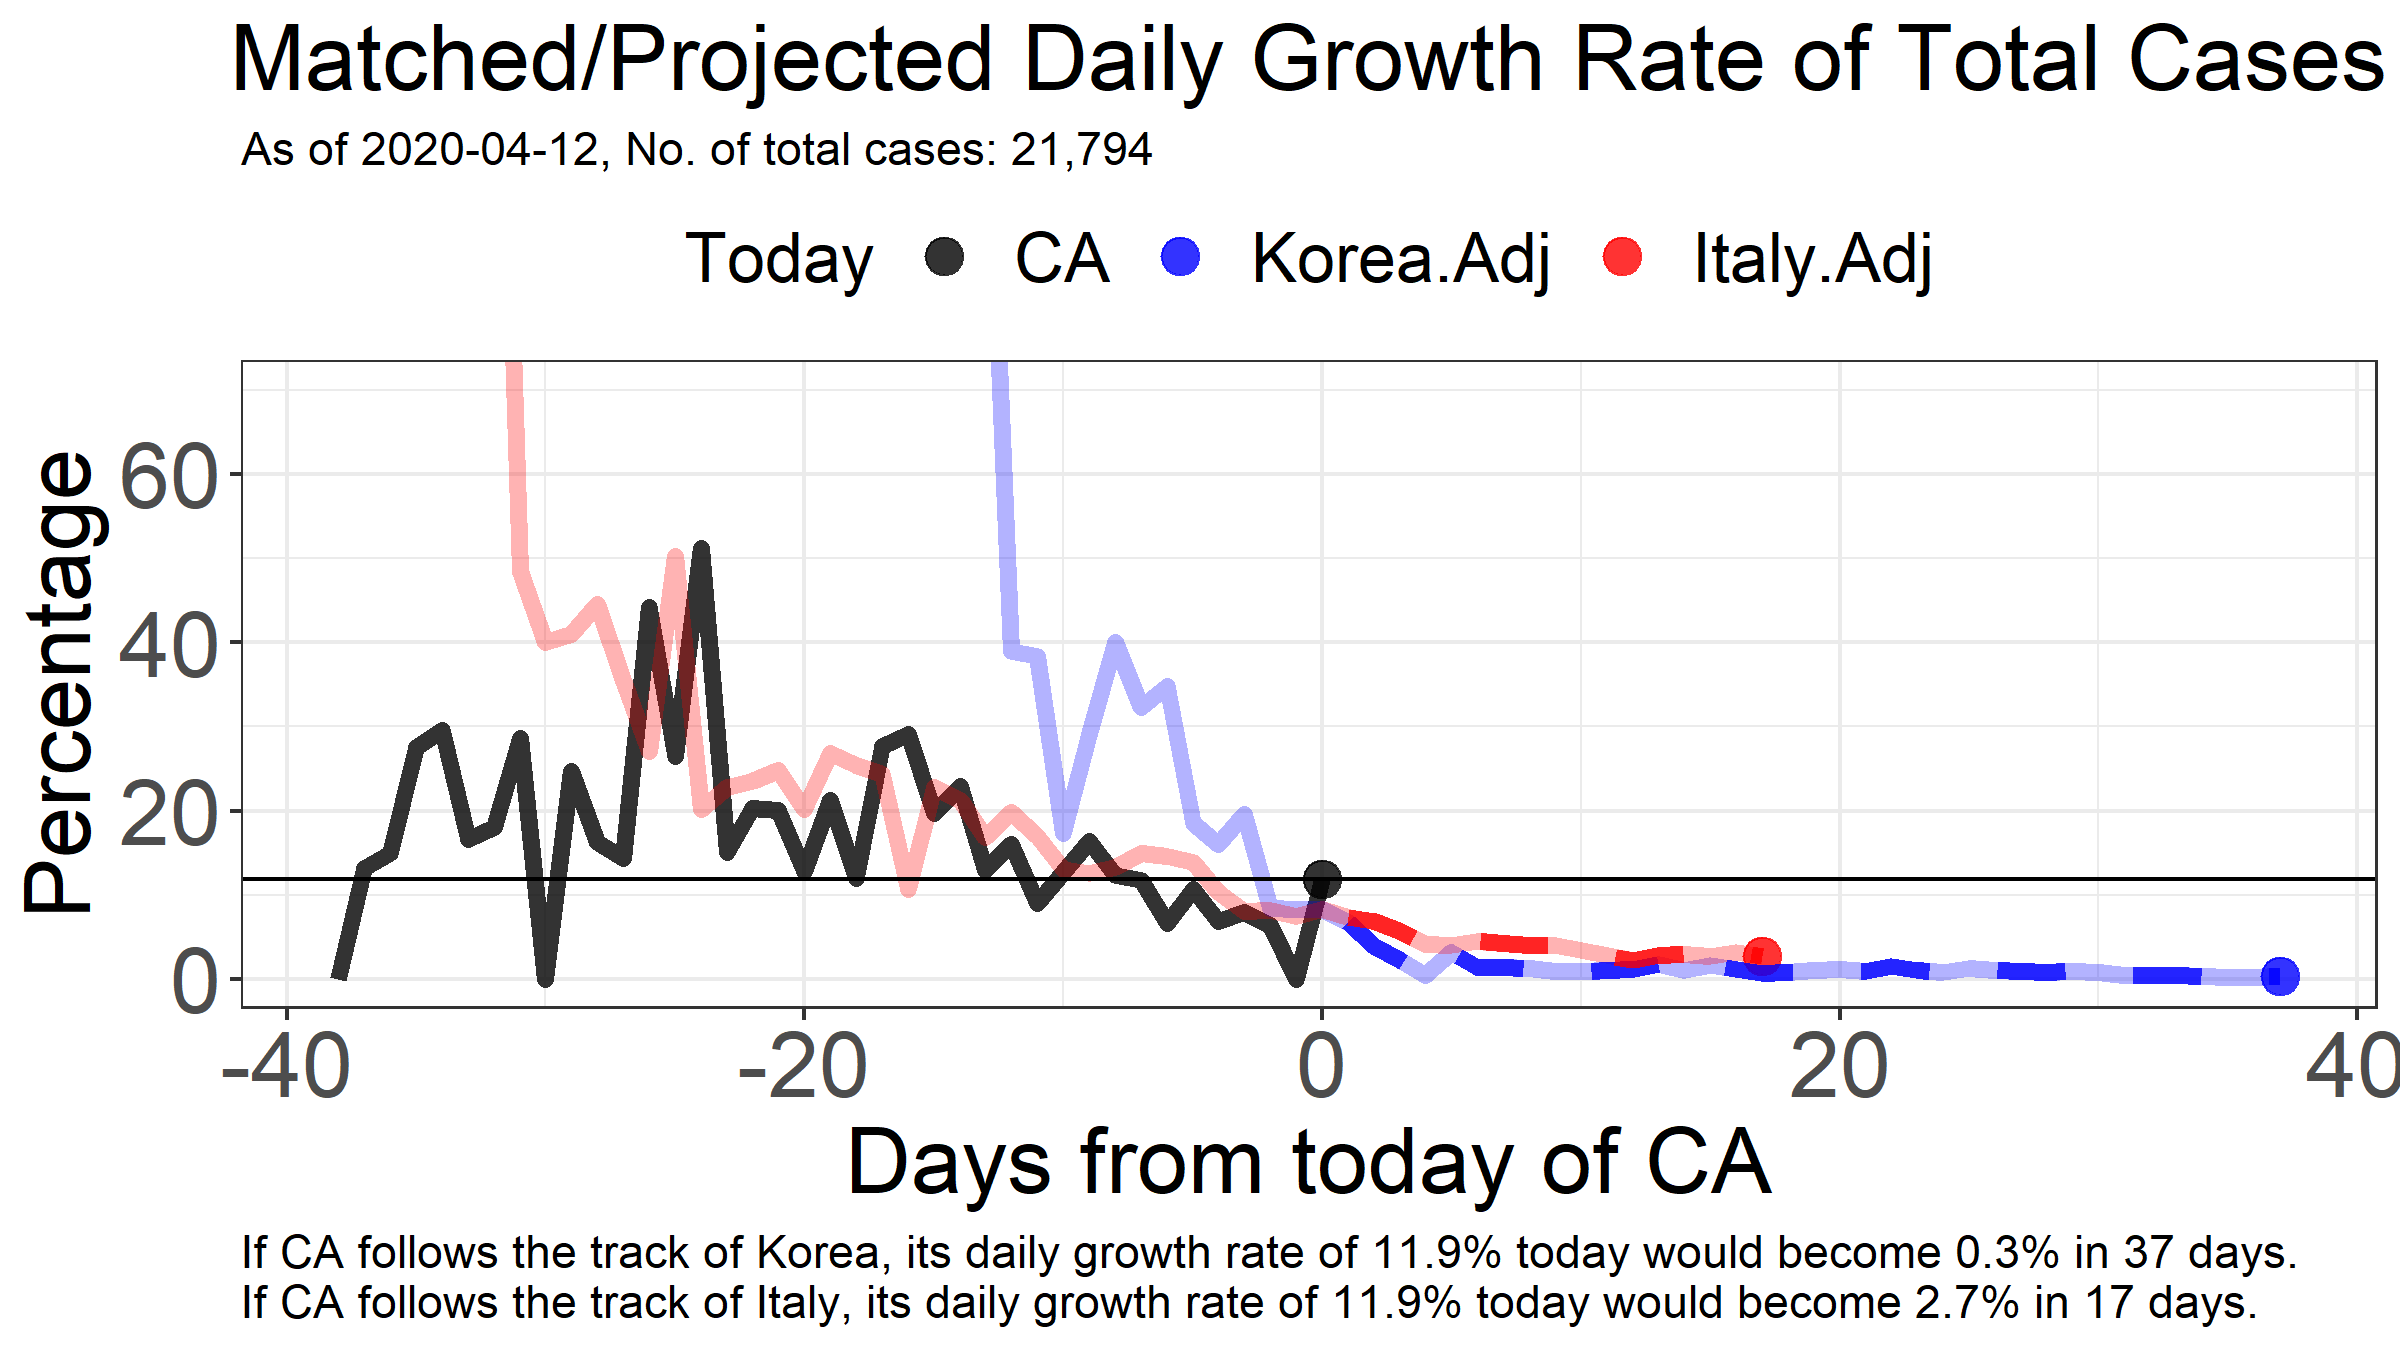 Matched/Projected Daily Growth Rate of Total Cases
As of 2020-04-12, No. of total cases: 21,794
Today CA Korea.Adj Italy.Adj
Percentage
60
40
20
0
-40 -20 0 20 40
Days from today of CA
If CA follows the track of Korea, its daily growth rate of 11.9% today would become 0.3% in 37 days.
If CA follows the track of Italy, its daily growth rate of 11.9% today would become 2.7% in 17 days.